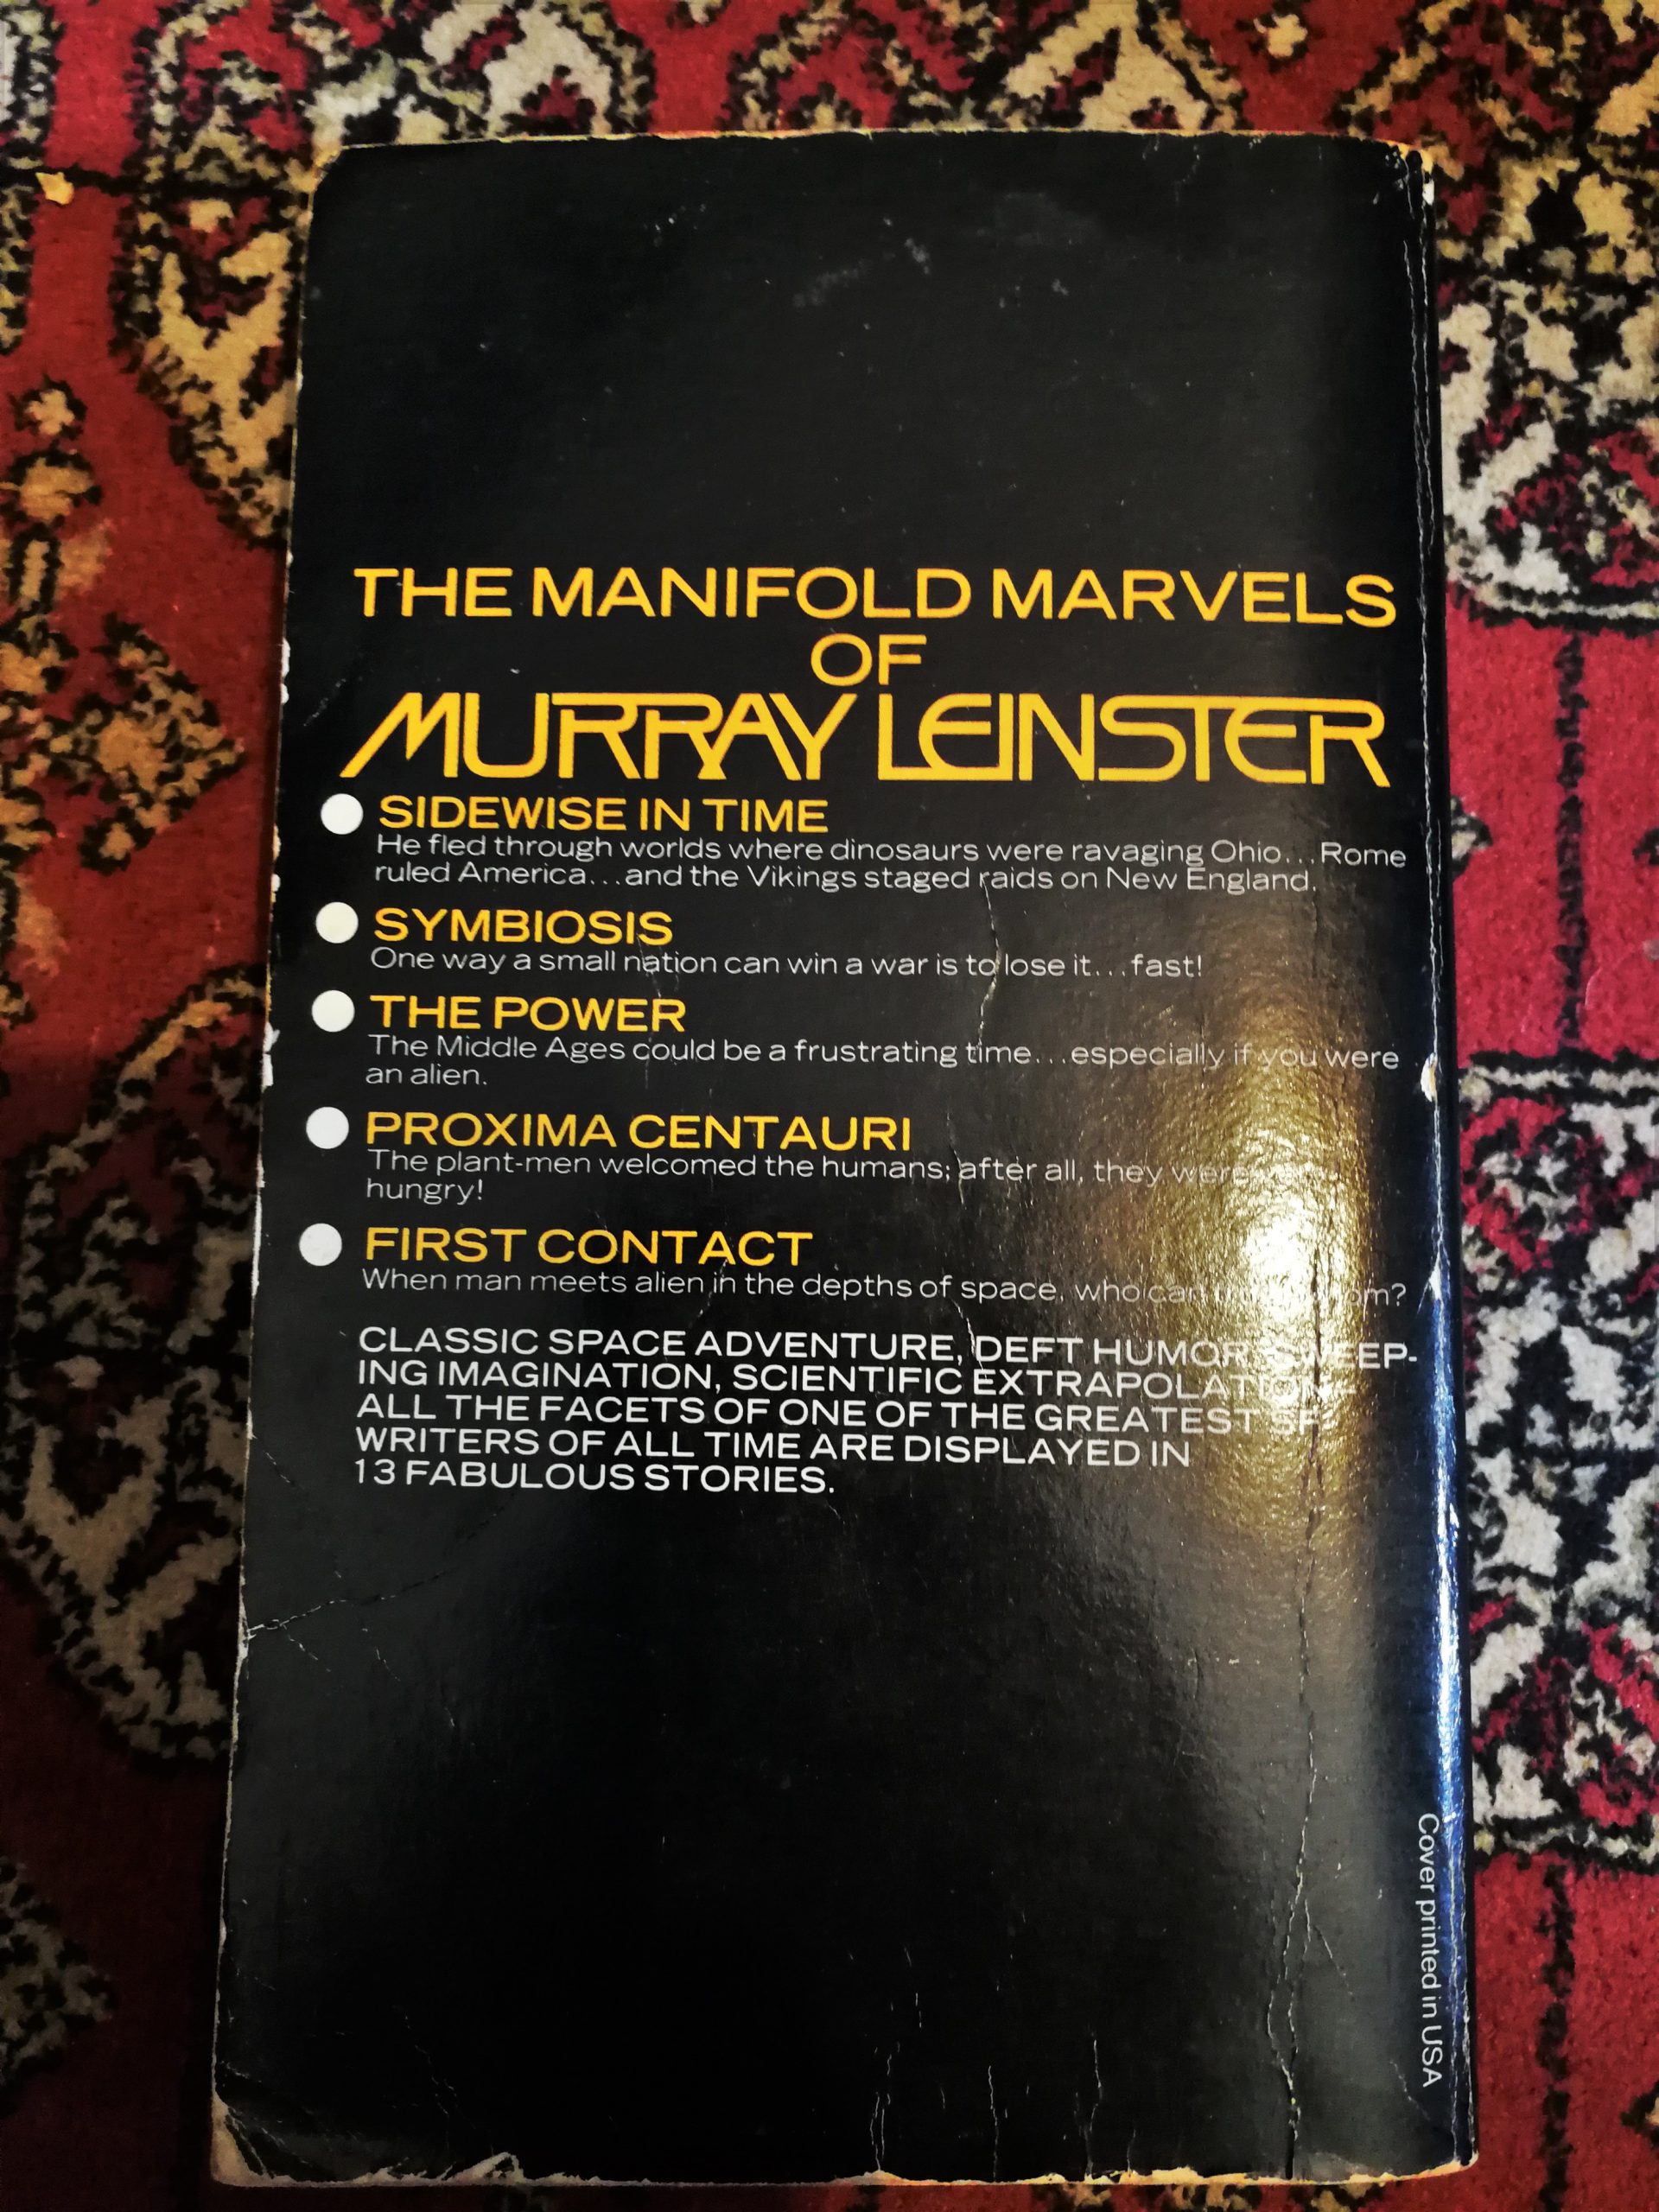 THE MANIFOLD MARVELS
OF
MURRAY LEINSTER
SIDEWISE IN TIME
He fled through worlds where dinosaurs were ravaging Ohio...Rome
ruled America...and the Vikings staged raids on New England.
SYMBIOSIS
One way a small nation can win a war is to lose it...fast!
THE POWER
The Middle Ages could be a frustrating time...especially if you were
an alien.
PROXIMA CENTAURI
The plant-men welcomed the humans; after all, they were
hungry!
FIRST CONTACT
When man meets alien in the depths of space, who can
CLASSIC SPACE ADVENTURE, DEFT HUMOR, SWEEP-
ING IMAGINATION, SCIENTIFIC EXTRAPOLATION–
ALL THE FACETS OF ONE OF THE GREATEST SF
WRITERS OF ALL TIME ARE DISPLAYED IN
13 FABULOUS STORIES.
Cover printed in USA